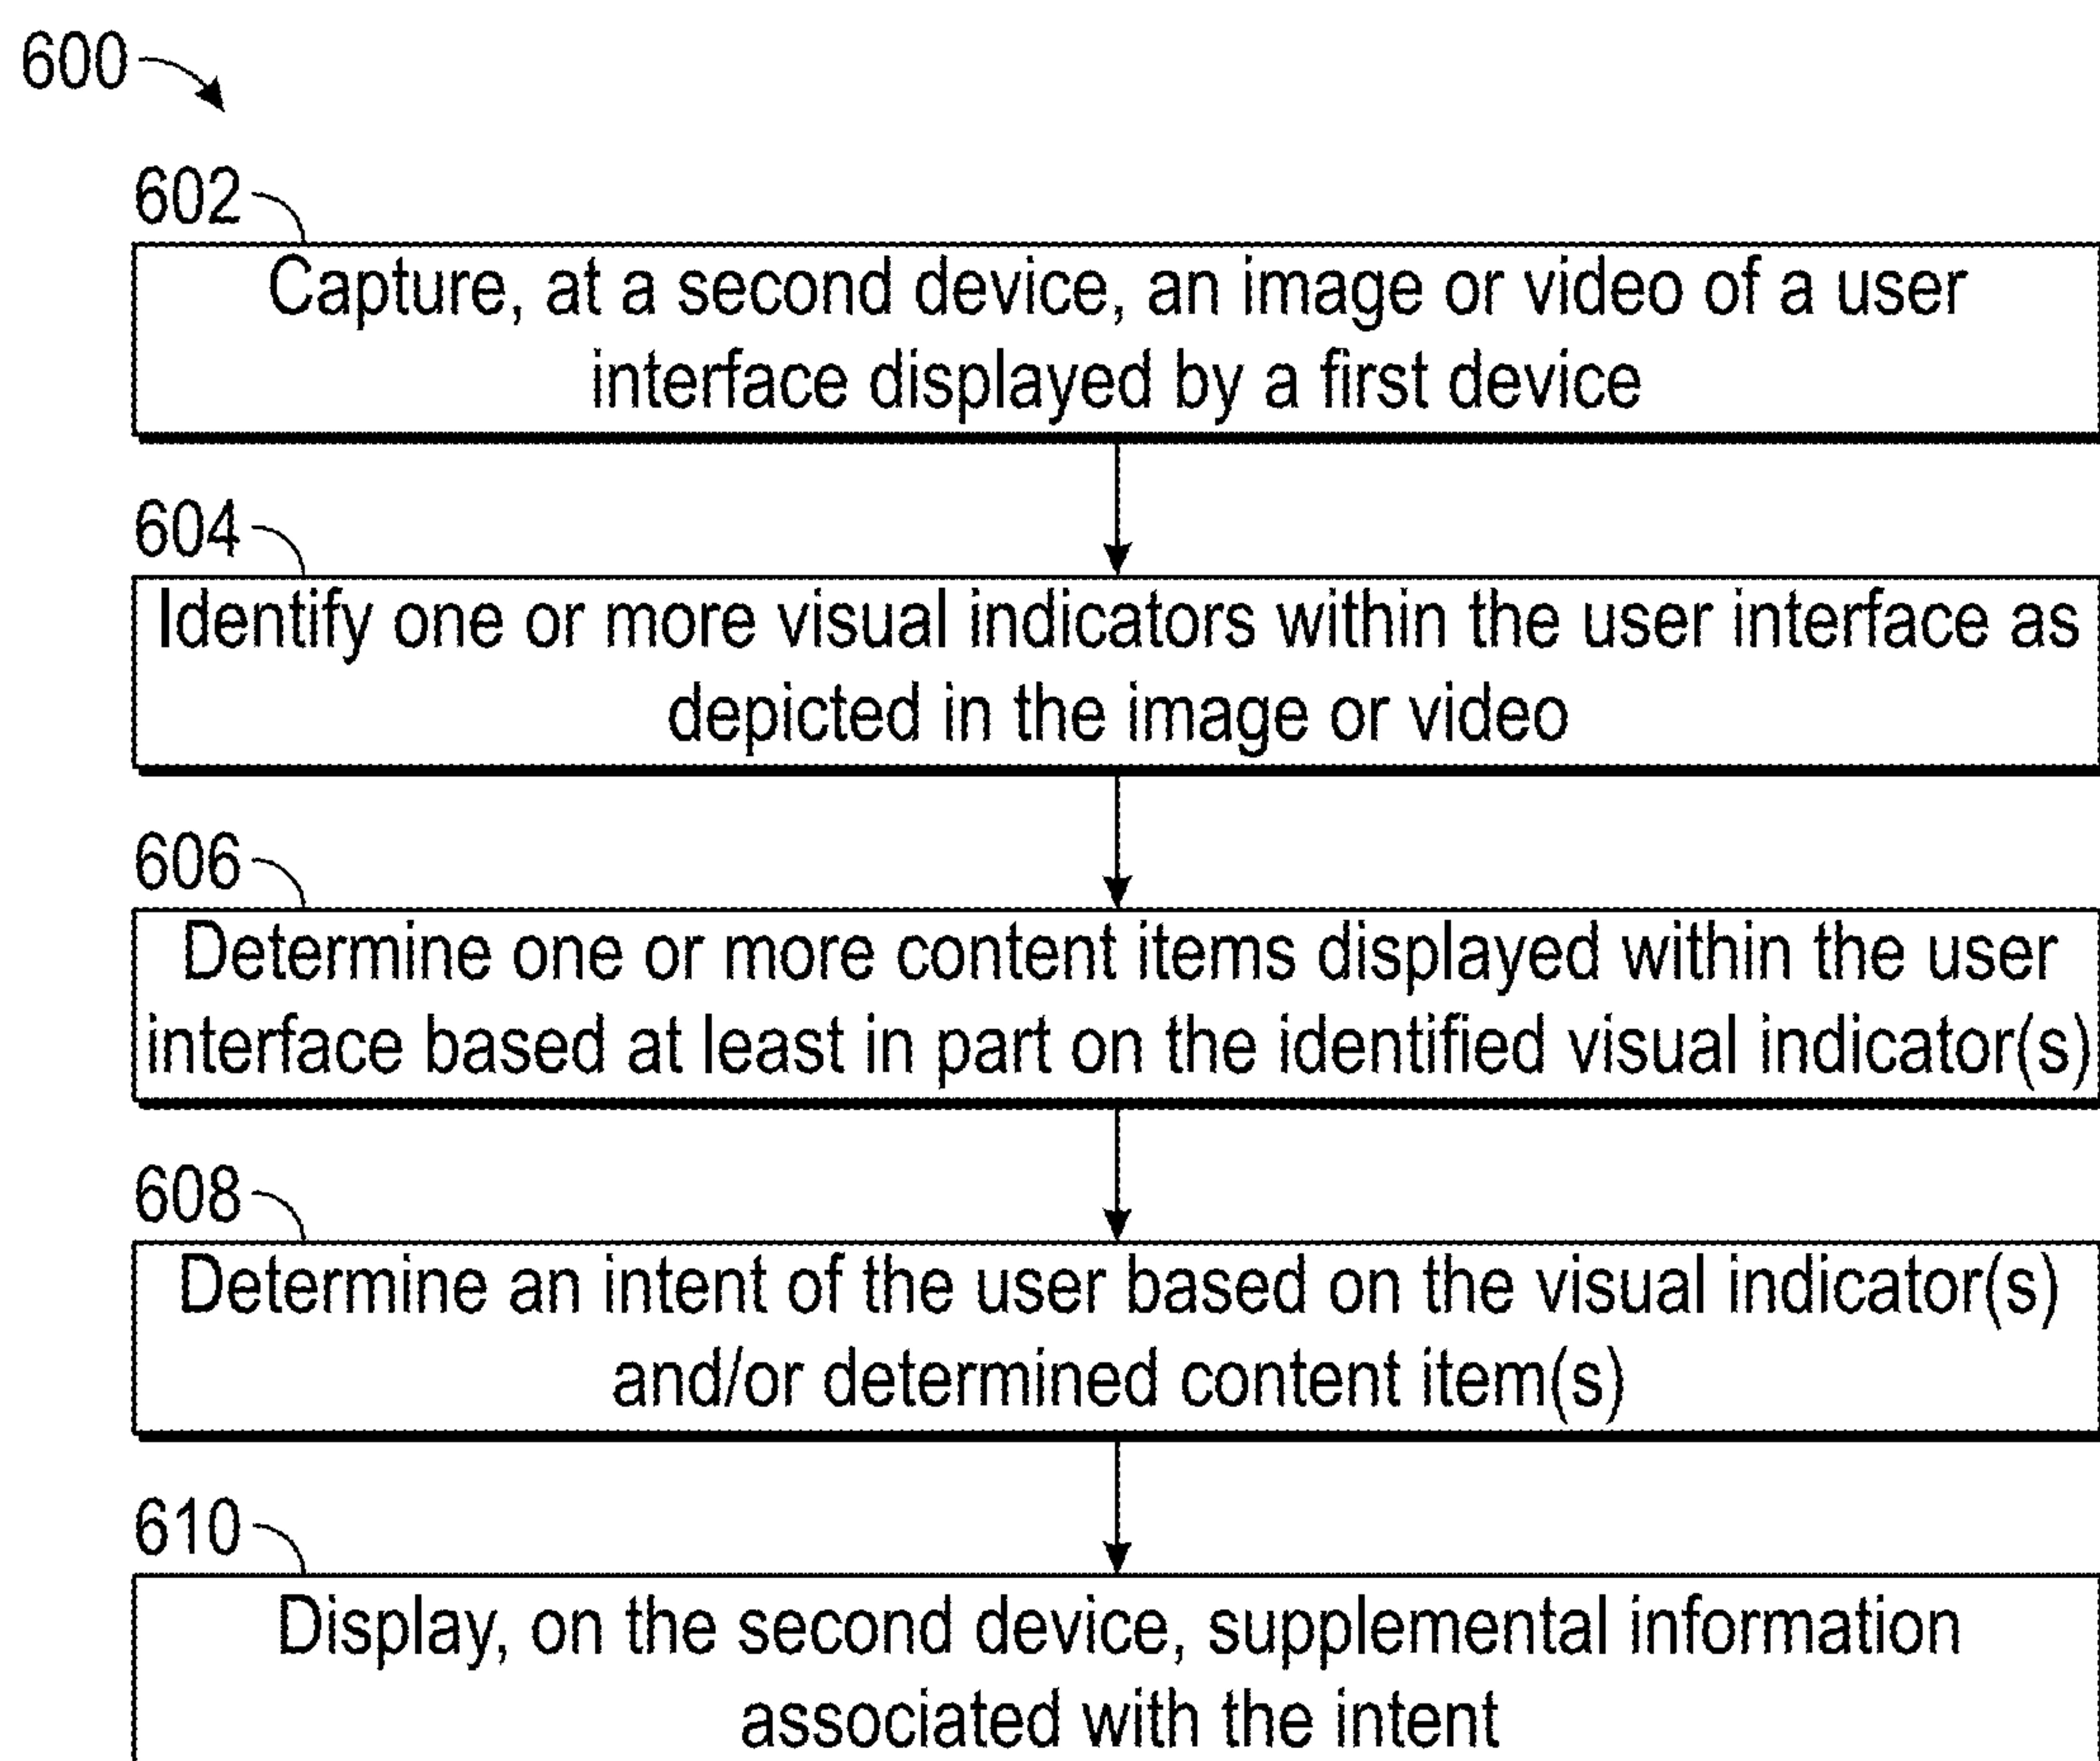 600
602
Capture, at a second device, an image or video of a user
interface displayed by a first device
604
Identify one or more visual indicators within the user interface as
depicted in the image or video
606
Determine one or more content items displayed within the user
interface based at least in part on the identified visual indicator(s)
608
Determine an intent of the user based on the visual indicator(s)
and/or determined content item(s)
610
Display, on the second device, supplemental information
associated with the intent